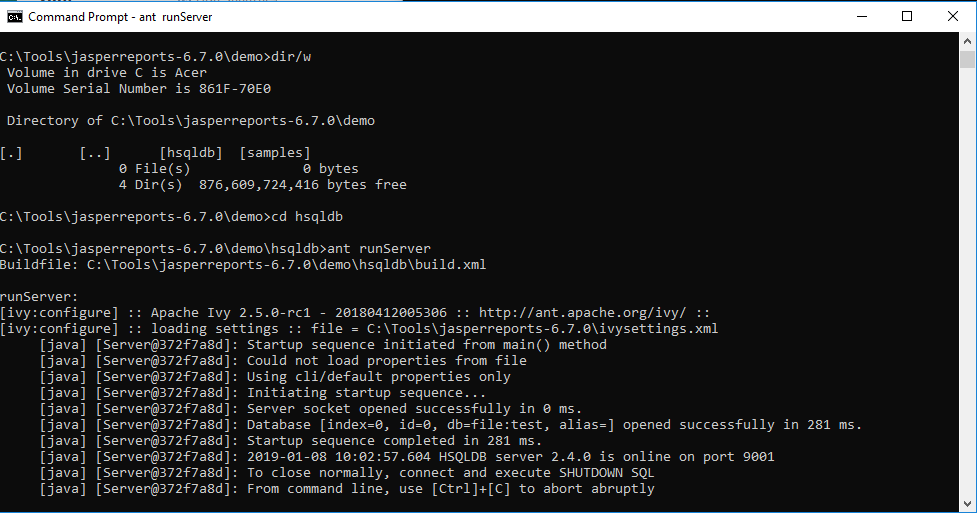 Command Prompt - ant  runServer
C:\Tools\jasperreports-6.7.0\demo>dir/w
 Volume in drive C is Acer
 Volume Serial Number is 861F-70E0
 Directory of C:\Tools\jasperreports-6.7.0\demo
[.]       [..]      [hsqldb]  [samples]
               0 File(s)              0 bytes
               4 Dir(s)  876,609,724,416 bytes free
C:\Tools\jasperreports-6.7.0\demo>cd hsqldb
C:\Tools\jasperreports-6.7.0\demo\hsqldb>ant runServer
Buildfile: C:\Tools\jasperreports-6.7.0\demo\hsqldb\build.xml
runServer:
[ivy:configure] :: Apache Ivy 2.5.0-rc1 - 20180412005306 :: http://ant.apache.org/ivy/ ::
[ivy:configure] :: loading settings :: file = C:\Tools\jasperreports-6.7.0\ivysettings.xml
     [java] [Server@372f7a8d]: Startup sequence initiated from main() method
     [java] [Server@372f7a8d]: Could not load properties from file
     [java] [Server@372f7a8d]: Using cli/default properties only
     [java] [Server@372f7a8d]: Initiating startup sequence...
     [java] [Server@372f7a8d]: Server socket opened successfully in 0 ms.
     [java] [Server@372f7a8d]: Database [index=0, id=0, db=file:test, alias=] opened successfully in 281 ms.
     [java] [Server@372f7a8d]: Startup sequence completed in 281 ms.
     [java] [Server@372f7a8d]: 2019-01-08 10:02:57.604 HSQLDB server 2.4.0 is online on port 9001
     [java] [Server@372f7a8d]: To close normally, connect and execute SHUTDOWN SQL
     [java] [Server@372f7a8d]: From command line, use [Ctrl]+[C] to abort abruptly